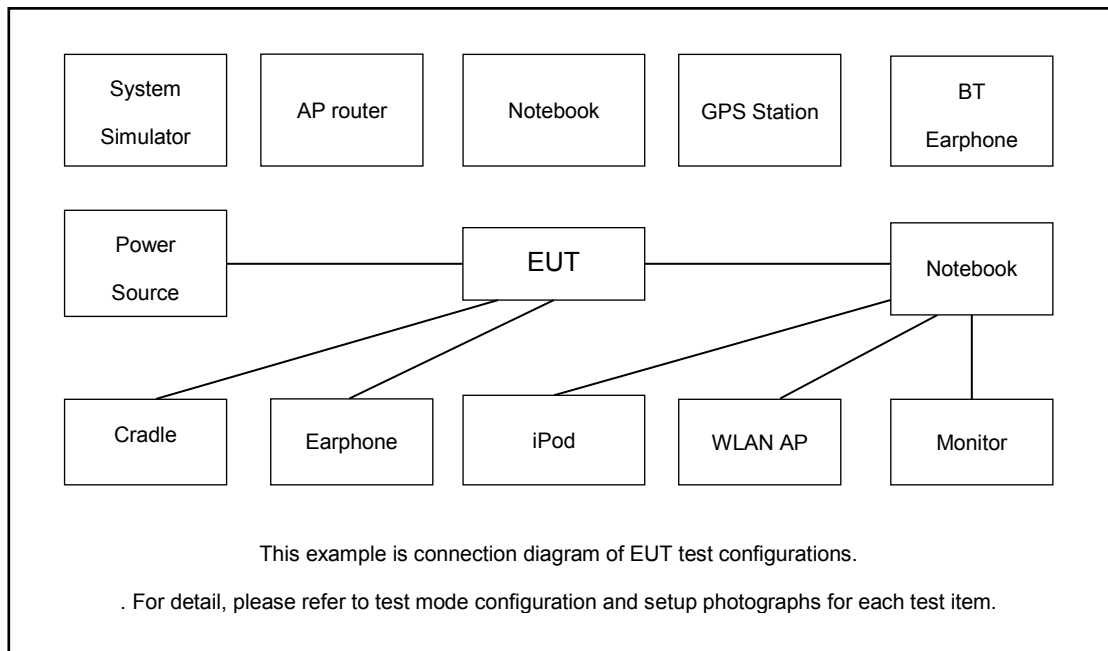 System
Simulator
AP router
Notebook
GPS Station
BT
Earphone
Power
Source
EUT
Notebook
Cradle
Earphone
iPod
WLAN AP
Monitor
This example is connection diagram of EUT test configurations.
. For detail, please refer to test mode configuration and setup photographs for each test item.